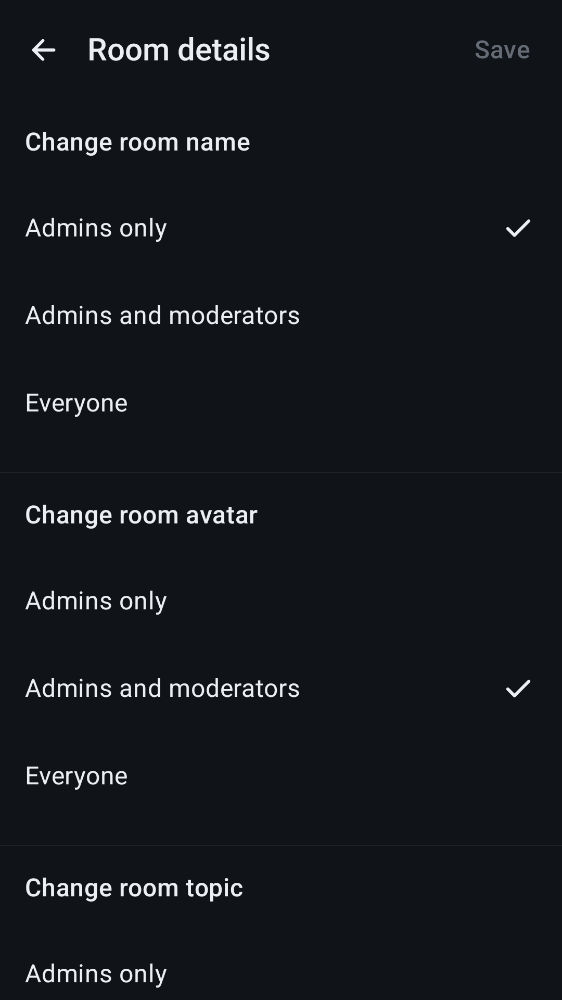 Room details
Save
Change room name
Admins only
Admins and moderators
Everyone
Change room avatar
Admins only
Admins and moderators
Everyone
Change room topic
Admins only